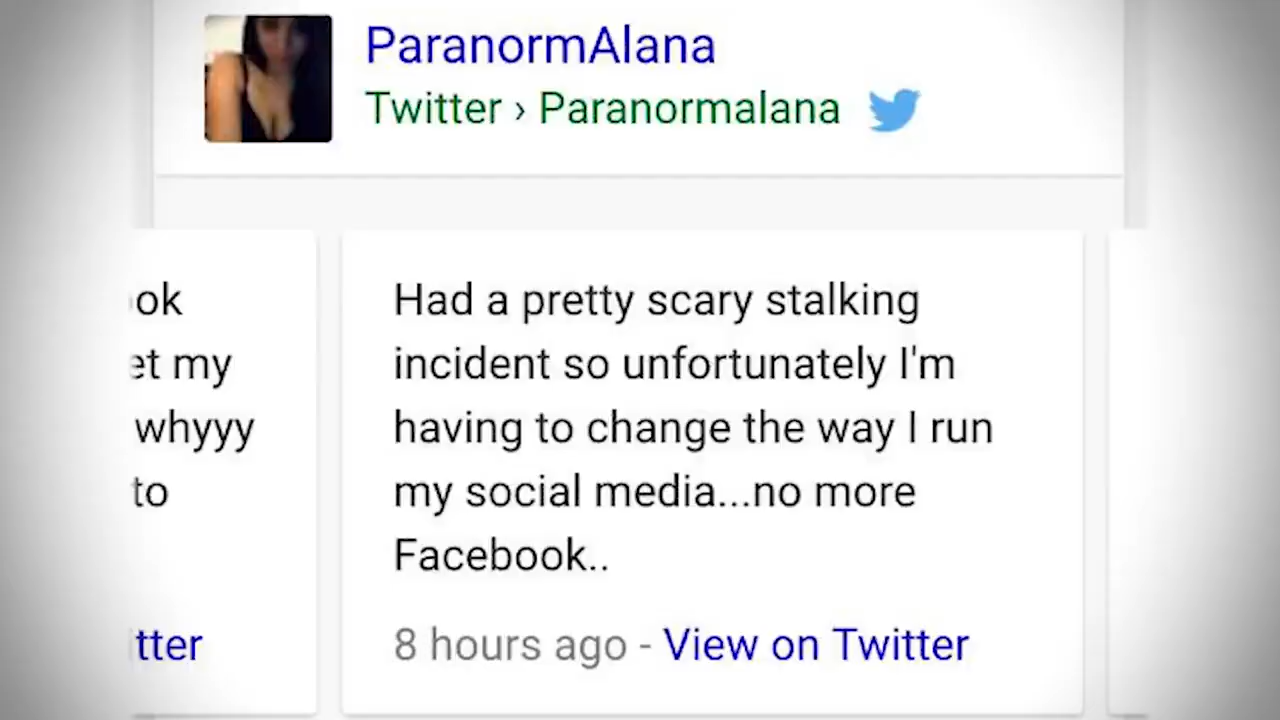 ParanormAlana
Twitter › Paranormalana
ok
et my
whyyy
to
tter
Had a pretty scary stalking
incident so unfortunately I'm
having to change the way I run
my social media...no more
Facebook..
8 hours ago - View on Twitter